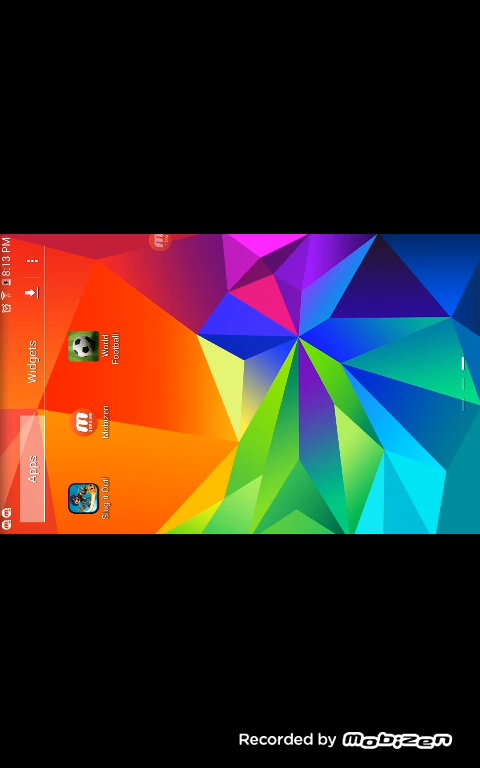 8:13 PM
Apps
Widgets
Slug it Out!
Mobizen
World
Football..
Recorded by mobizen